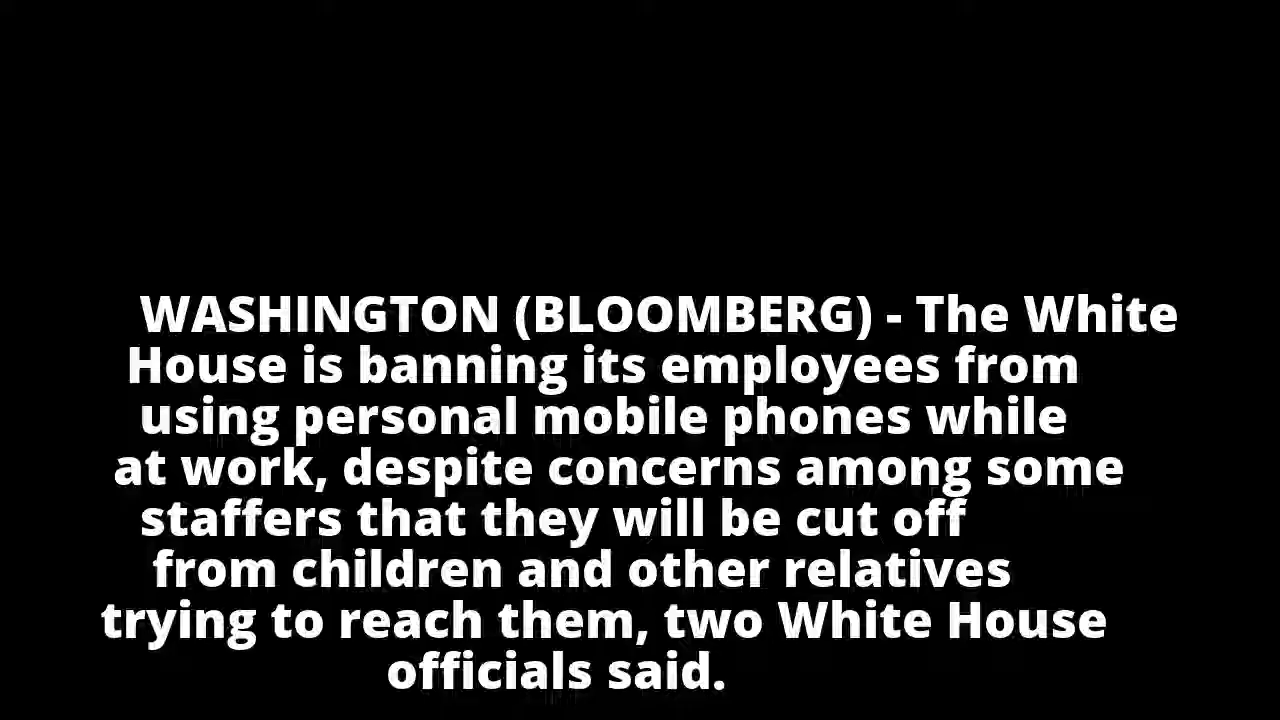 WASHINGTON (BLOOMBERG) - The White
House is banning its employees from
using personal mobile phones while
at work, despite concerns among some
staffers that they will be cut off
from children and other relatives
trying to reach them, two White House
officials said.